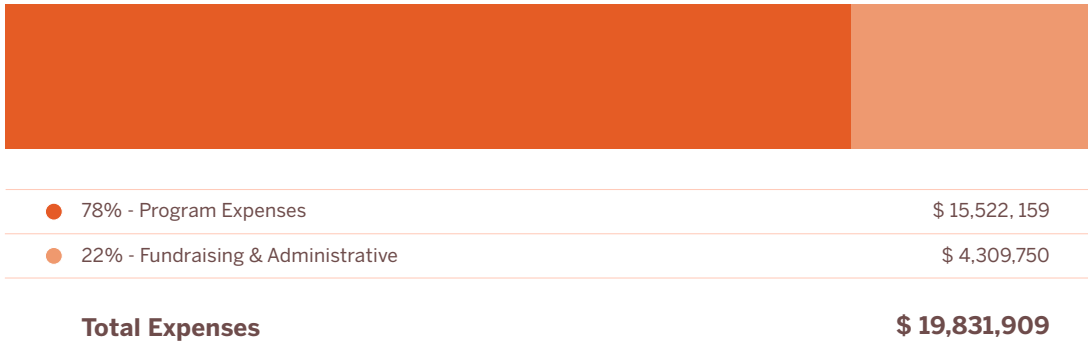 78% - Program Expenses $ 15,522, 159
22% - Fundraising & Administrative $ 4,309,750
Total Expenses $ 19,831,909